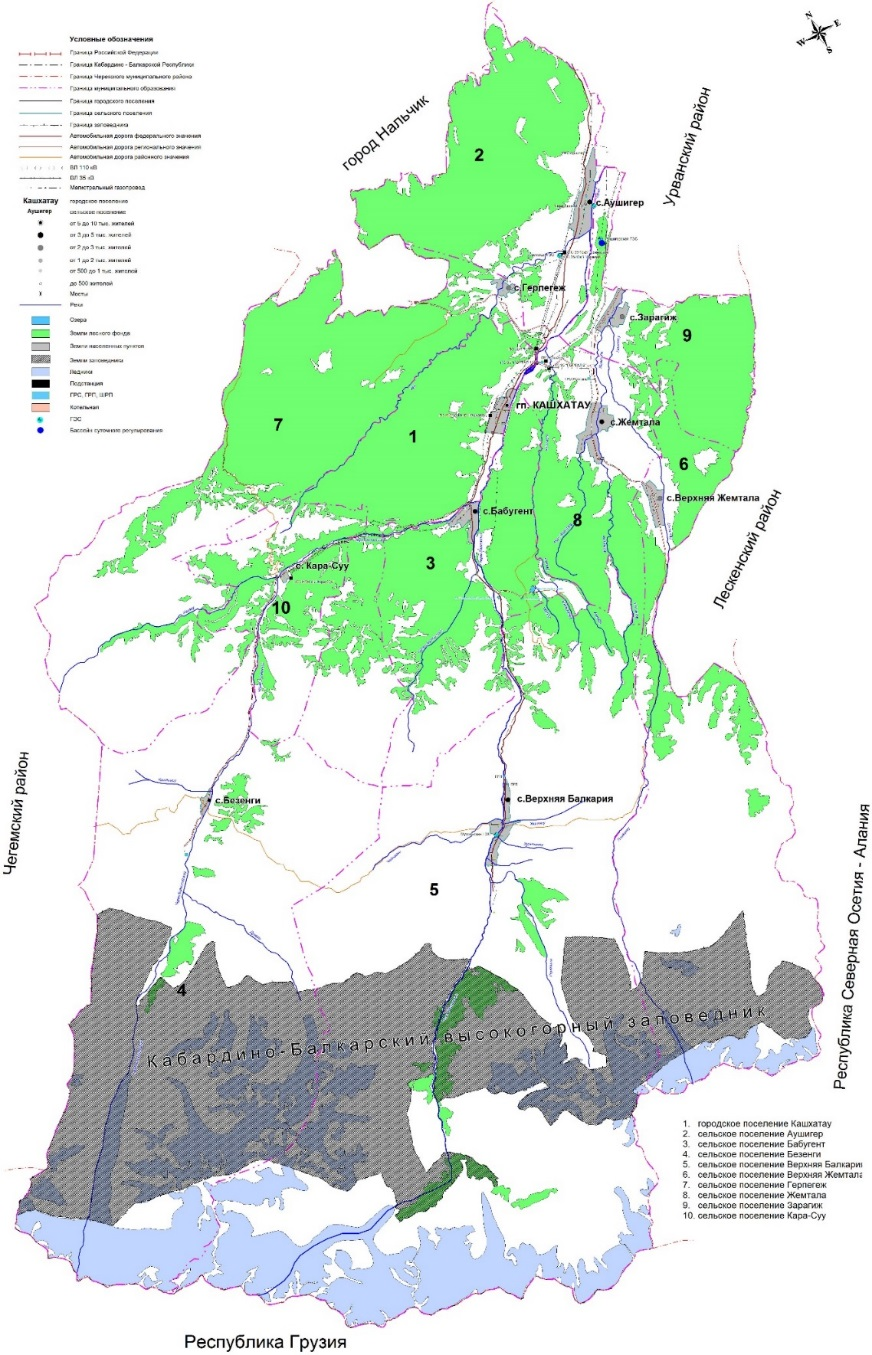 Условные обозначения
Граница Российской Федерации
Граница Кабардино - Балкарской Республики
Граница Черекского муниципального района
Граница муниципального образования
Граница городского поселения
Граница сельского поселения
Граница заповедника
Автомобильная дорога федерального значения
Автомобильная дорога регионального значения
Автомобильная дорога районного значения
ВЛ 110 кВ
ВЛ 35 кВ
Магистральный газопровод
Кашхатау городское поселение
Аушигер сельское поселение
от 5 до 10 тыс. жителей
от 3 до 5 тыс. жителей
от 2 до 3 тыс. жителей
от 1 до 2 тыс. жителей
от 500 до 1 тыс. жителей
до 500 жителей
Мосты
Реки
Озера
Земли лесного фонда
Земли населенных пунктов
Земли заповедника
Ледники
Подстанция
ГРС, ГРП, ШРП
Котельная
ГЭС
Бассейн суточного регулирования
N
E
S
W
город Нальчик
Урванский район
2
с.Аушигер
с.Герпегеж
с.Зарагиж
9
гп. КАШХАТАУ
7
1
с.Жемтала
6
с.Верхняя Жемтала
с.Бабугент
8
Лескенский район
с. Кара-Суу
3
10
Чегемский район
с.Безенги
с.Верхняя Балкария
5
Республика Северная Осетия - Алания
4
Кабардино-Балкарский высокогорный заповедник
1. городское поселение Кашхатау
2. сельское поселение Аушигер
3. сельское поселение Бабугент
4. сельское поселение Безенги
5. сельское поселение Верхняя Балкария
6. сельское поселение Верхняя Жемтала
7. сельское поселение Герпегеж
8. сельское поселение Жемтала
9. сельское поселение Зарагиж
10. сельское поселение Кара-Суу
Республика Грузия